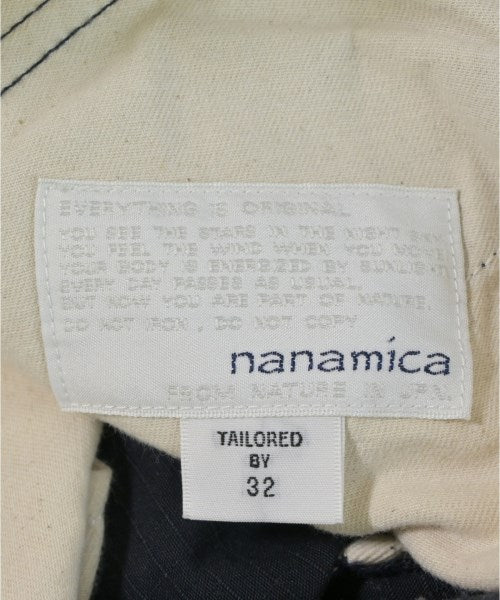 EVERYTHING IS ORIGINAL
YOU SEE THE STARS IN THE NIGHT SKY.
YOU FEEL THE WIND WHEN YOU MOVE.
YOUR BODY IS ENERGIZED BY SUNLIGHT.
EVERY DAY PASSES AS USUAL.
BUT NOW YOU ARE PART OF NATURE.
DO NOT IRON , DO NOT COPY
nanamica
FROM NATURE IN JPN.
TAILORED
BY
32